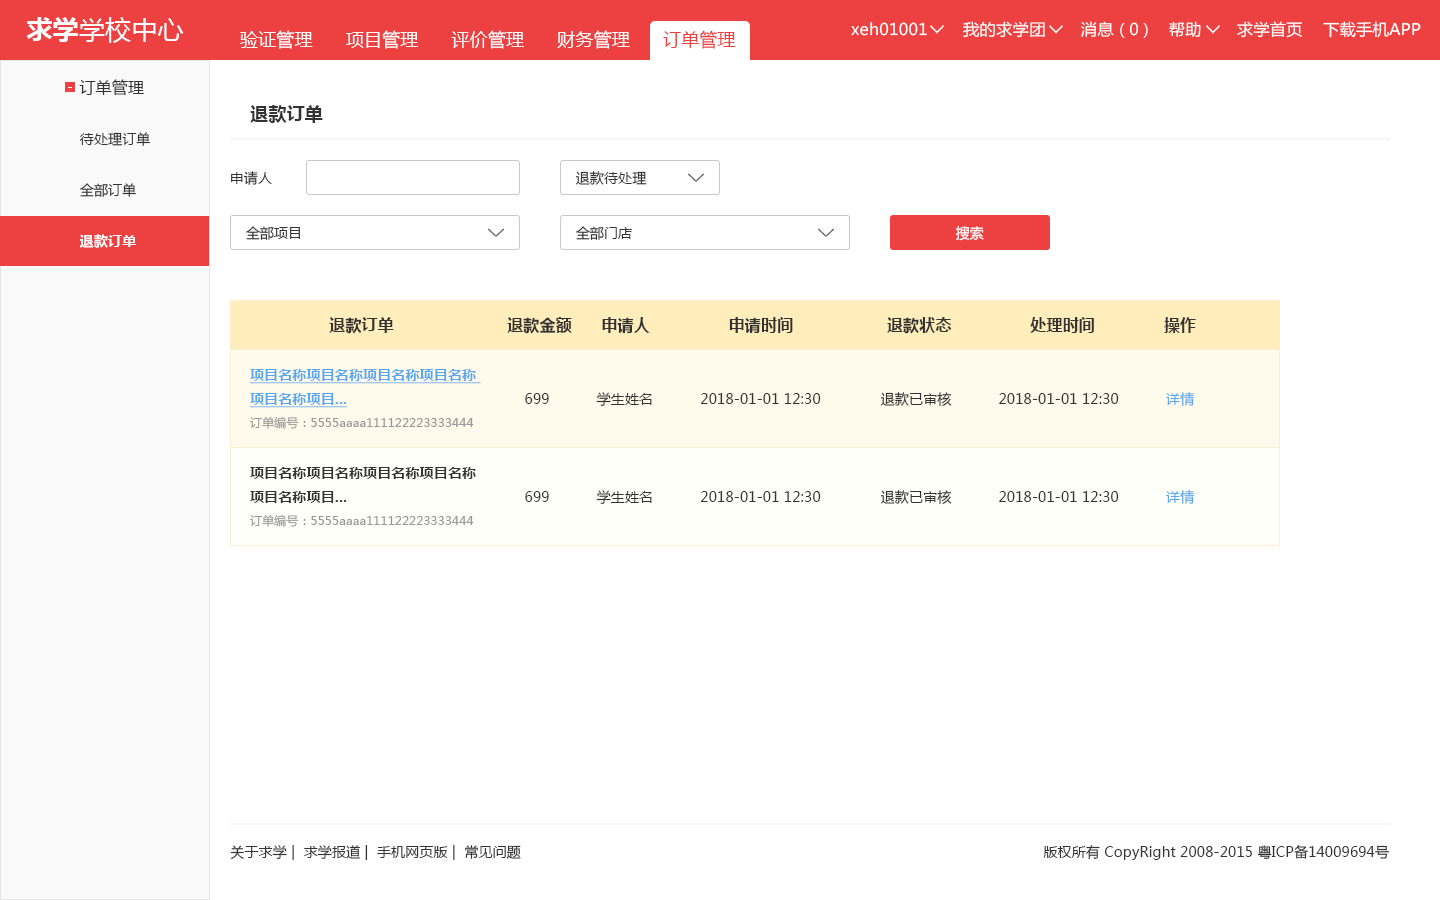 求学学校中心 验证管理 项目管理 评价管理 财务管理 订单管理 xeh01001 我的求学团 消息（0） 帮助 求学首页 下载手机APP
订单管理
待处理订单
全部订单
退款订单
退款订单
申请人 退款待处理
全部项目 全部门店 搜索
退款订单 退款金额 申请人 申请时间 退款状态 处理时间 操作
项目名称项目名称项目名称项目名称
项目名称项目...
订单编号：5555aaaa111122223333444
699 学生姓名 2018-01-01 12:30 退款已审核 2018-01-01 12:30 详情
项目名称项目名称项目名称项目名称
项目名称项目...
订单编号：5555aaaa111122223333444
699 学生姓名 2018-01-01 12:30 退款已审核 2018-01-01 12:30 详情
关于求学 | 求学报道 | 手机网页版 | 常见问题 版权所有 CopyRight 2008-2015 粤ICP备14009694号